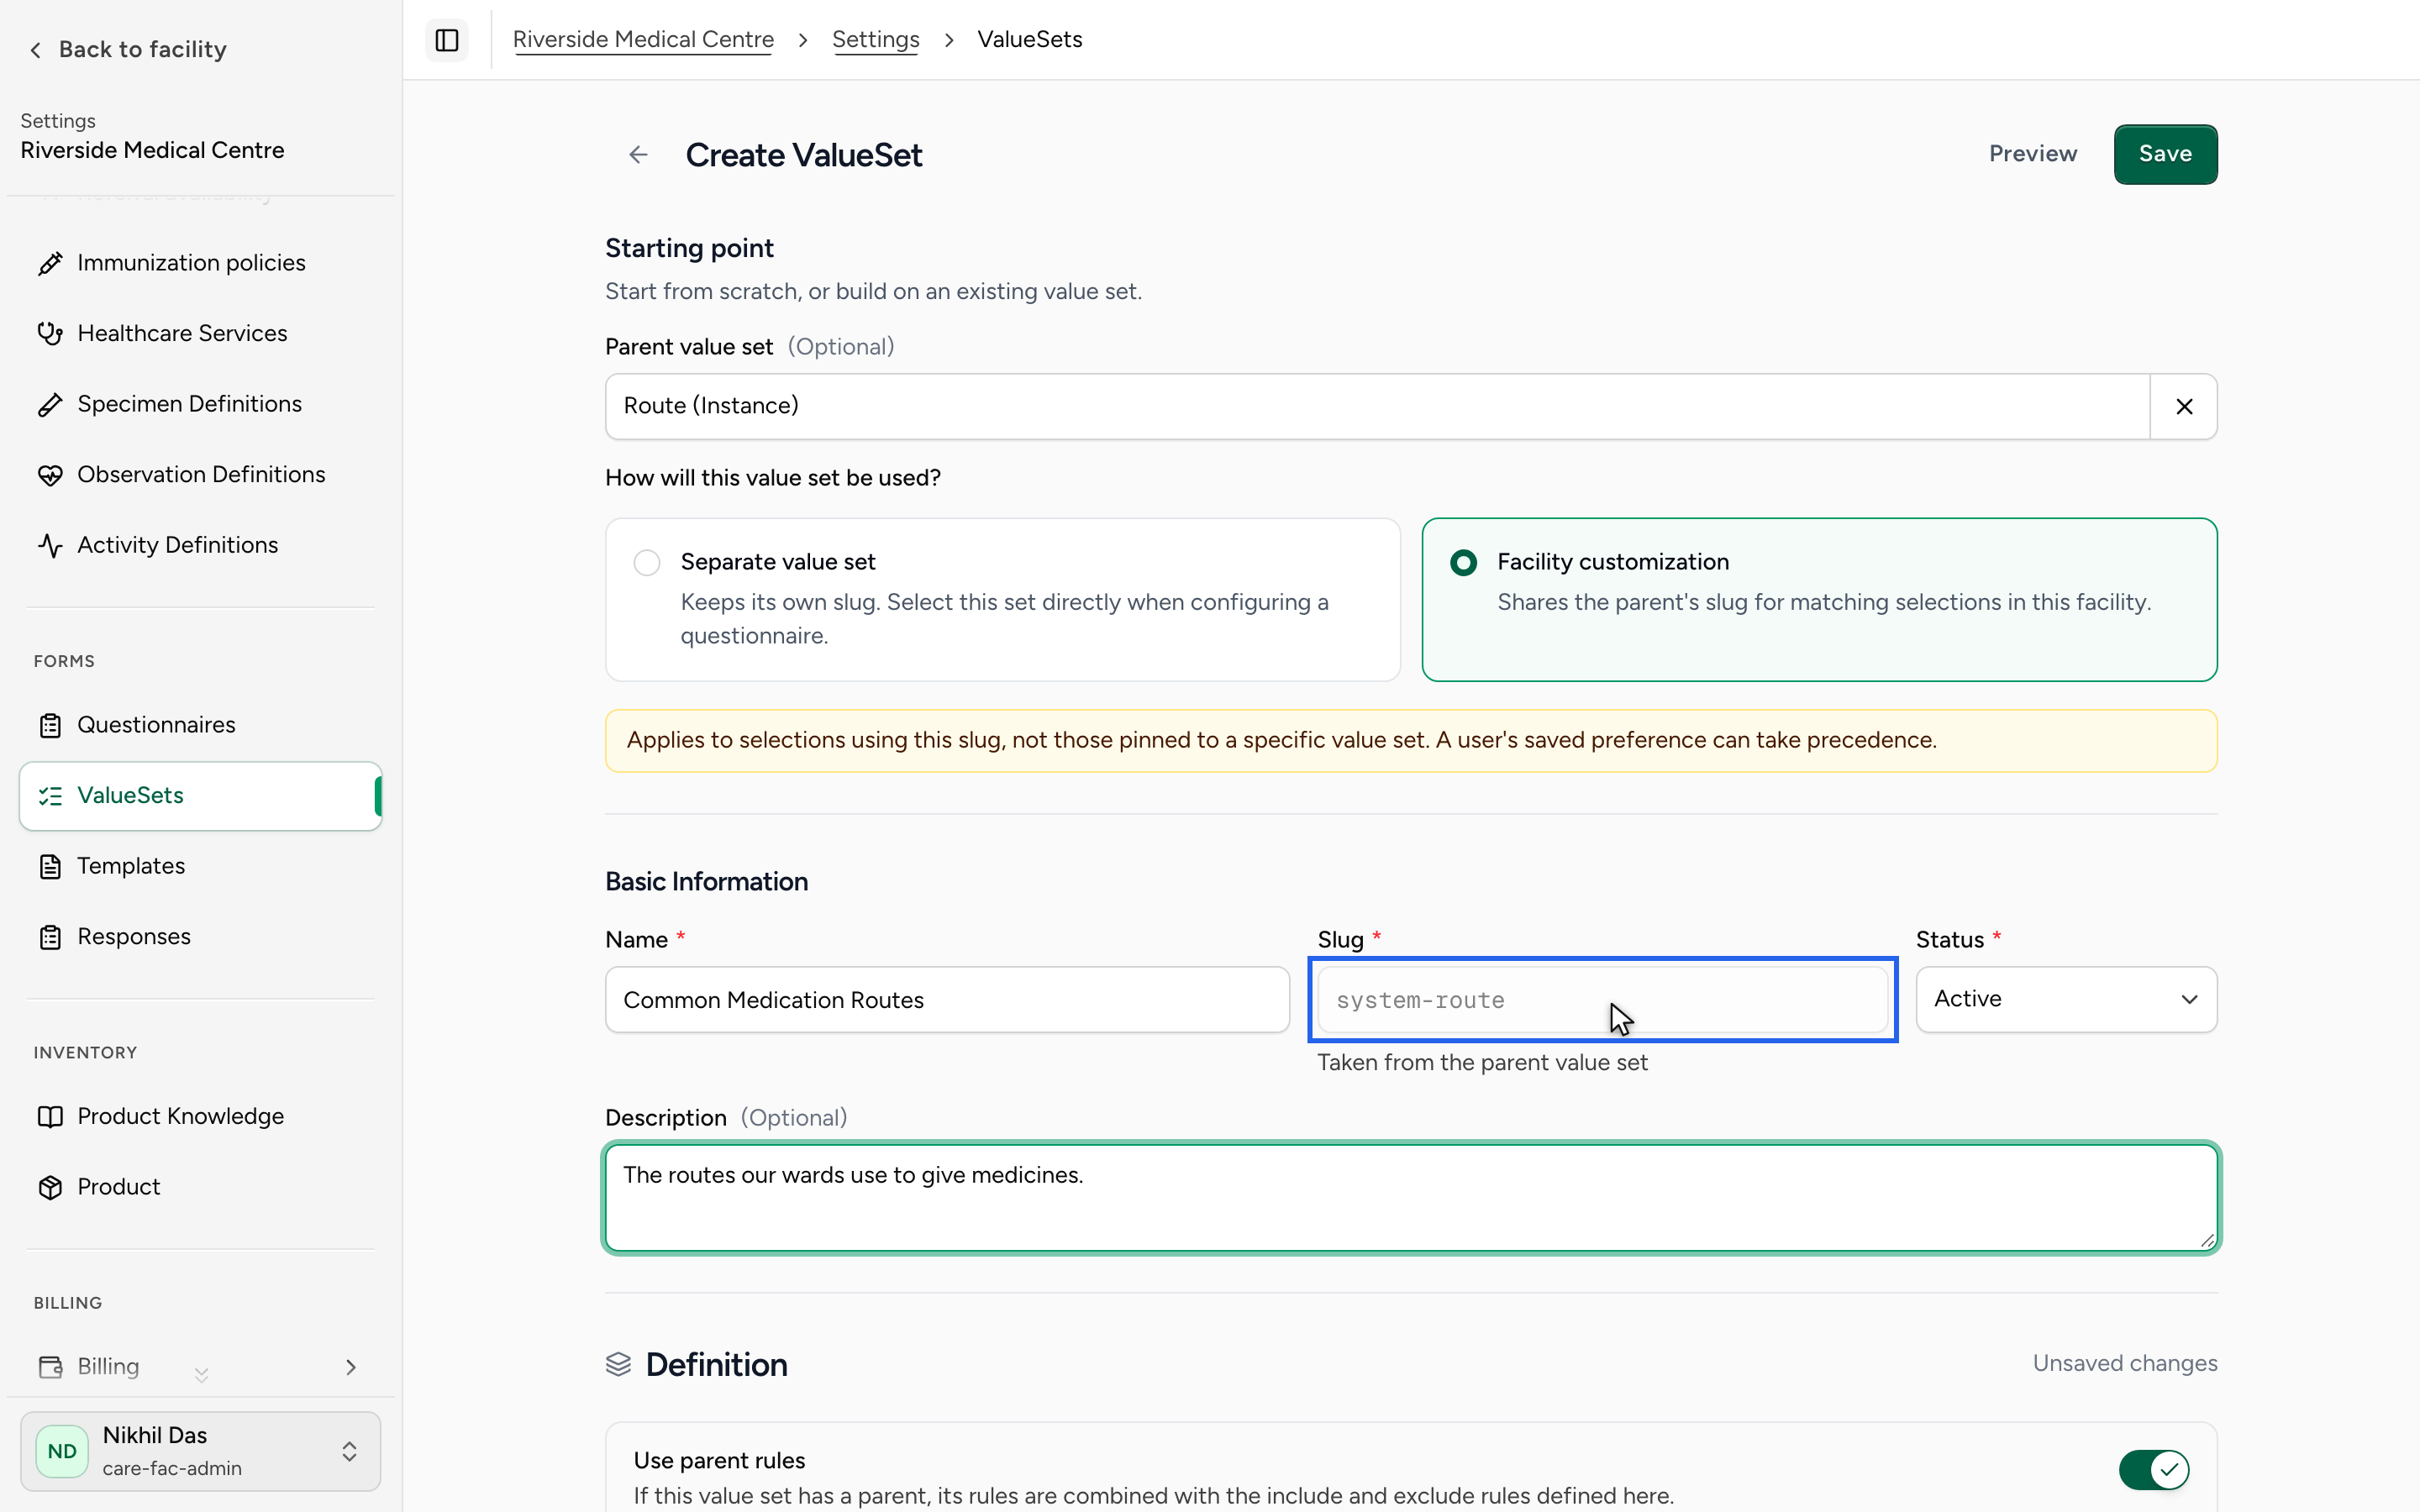 Back to facility
Settings
Riverside Medical Centre
Immunization policies
Healthcare Services
Specimen Definitions
Observation Definitions
Activity Definitions
FORMS
Questionnaires
ValueSets
Templates
Responses
INVENTORY
Product Knowledge
Product
BILLING
Billing
ND
Nikhil Das
care-fac-admin
Riverside Medical Centre > Settings > ValueSets
Create ValueSet
Preview
Save
Starting point
Start from scratch, or build on an existing value set.
Parent value set (Optional)
Route (Instance)
How will this value set be used?
Separate value set
Keeps its own slug. Select this set directly when configuring a
questionnaire.
Facility customization
Shares the parent's slug for matching selections in this facility.
Applies to selections using this slug, not those pinned to a specific value set. A user's saved preference can take precedence.
Basic Information
Name *
Common Medication Routes
Slug *
system-route
Taken from the parent value set
Status *
Active
Description (Optional)
The routes our wards use to give medicines.
Definition
Unsaved changes
Use parent rules
If this value set has a parent, its rules are combined with the include and exclude rules defined here.